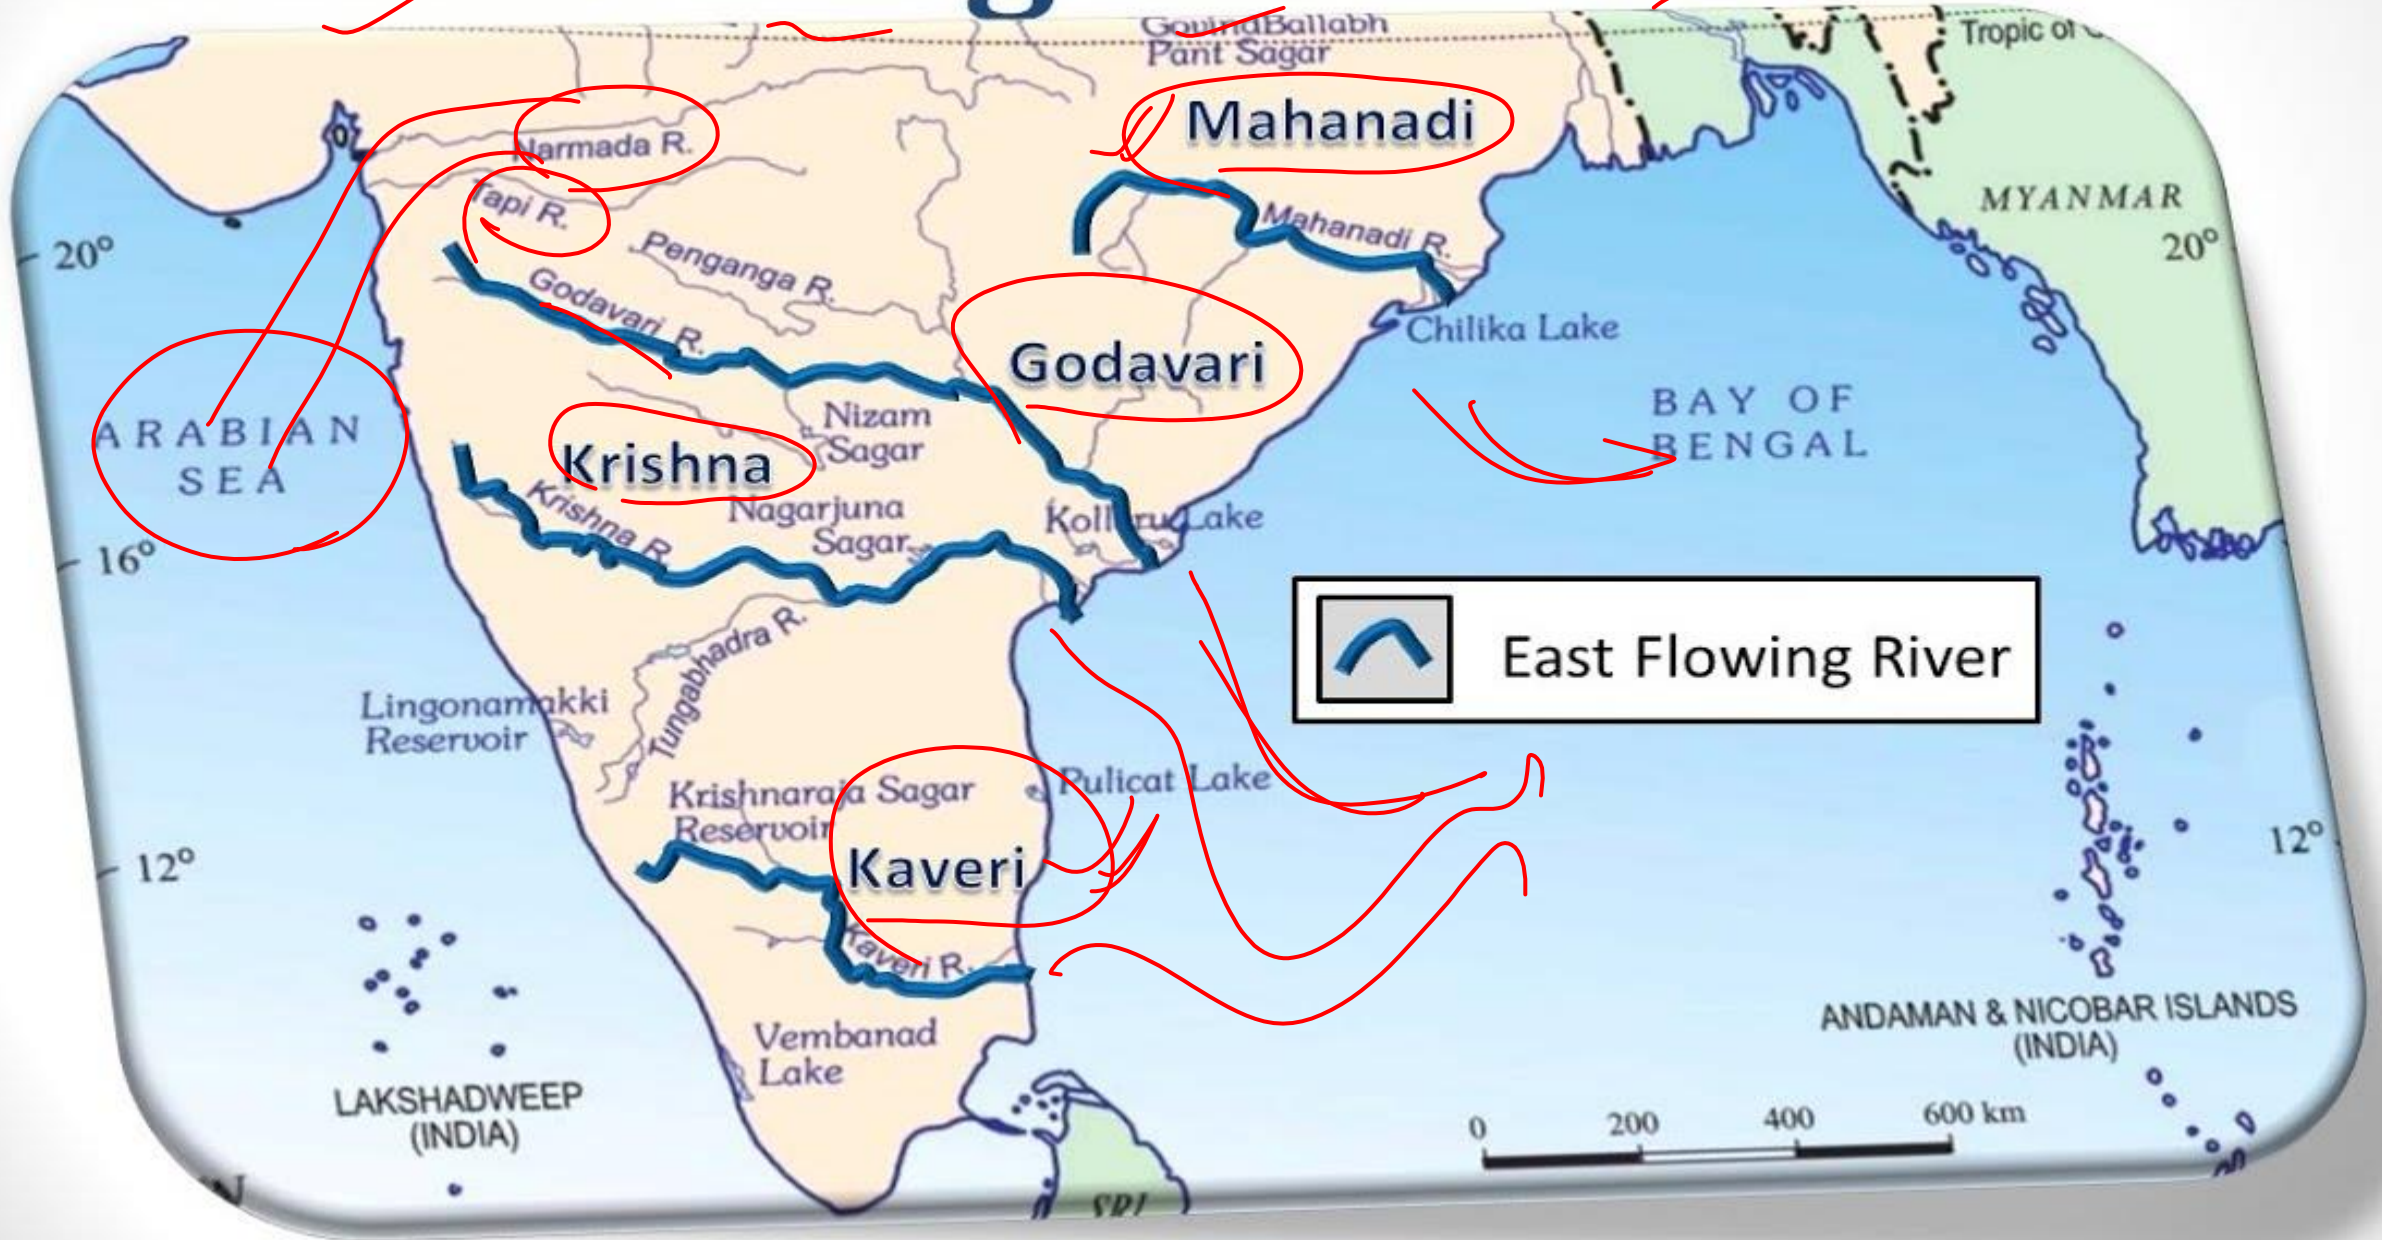 Govind Ballabh
Pant Sagar
Tropic of
Mahanadi
Narmada R.
Tapi R.
MYANMAR
20°
20°
Mahanadi R.
Penganga R.
Godavari R.
Chilika Lake
Godavari
ARABIAN
SEA
BAY OF
BENGAL
Nizam
Sagar
Krishna
Krishna R.
Nagarjuna
Sagar
Kolleru Lake
16°
East Flowing River
Tungabhadra R.
Lingonamakki
Reservoir
Krishnaraja Sagar
Reservoir
Pulicat Lake
Kaveri
12°
12°
Kaveri R.
Vembanad
Lake
ANDAMAN & NICOBAR ISLANDS
(INDIA)
LAKSHADWEEP
(INDIA)
0 200 400 600 km
SRI